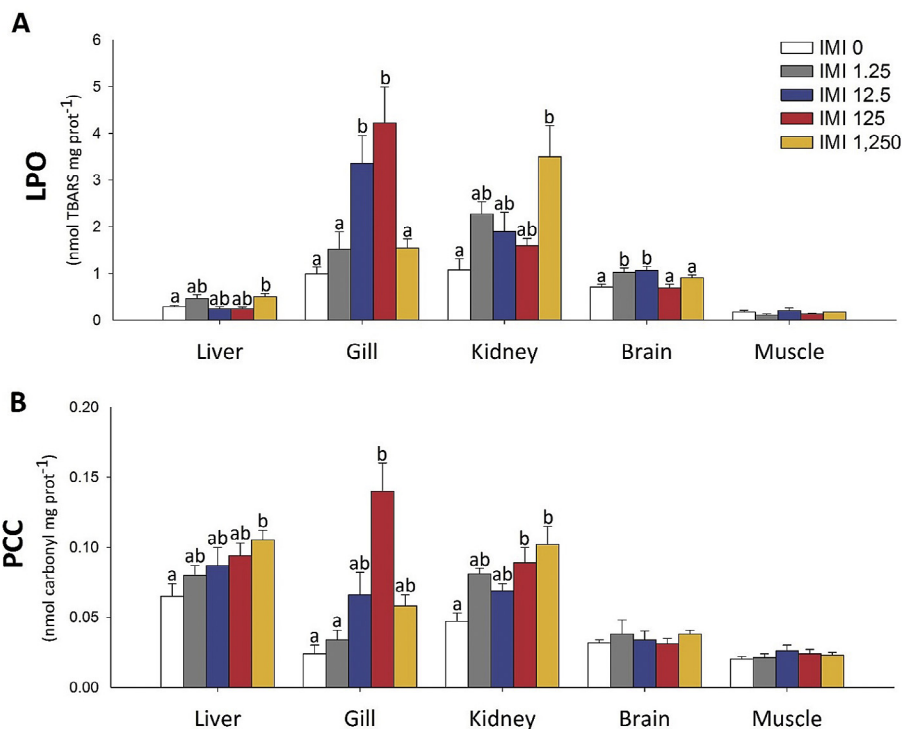 A
LPO
(nmol TBARS mg prot-1)
6
5
4
3
2
1
0
IMI 0
IMI 1.25
IMI 12.5
IMI 125
IMI 1,250
a ab ab ab b
a a b b a
a ab ab ab b
a b b a a
Liver Gill Kidney Brain Muscle
B
PCC
(nmol carbonyl mg prot-1)
0.20
0.15
0.10
0.05
0.00
a ab ab ab b
a a ab b ab
a ab ab b b
Liver Gill Kidney Brain Muscle